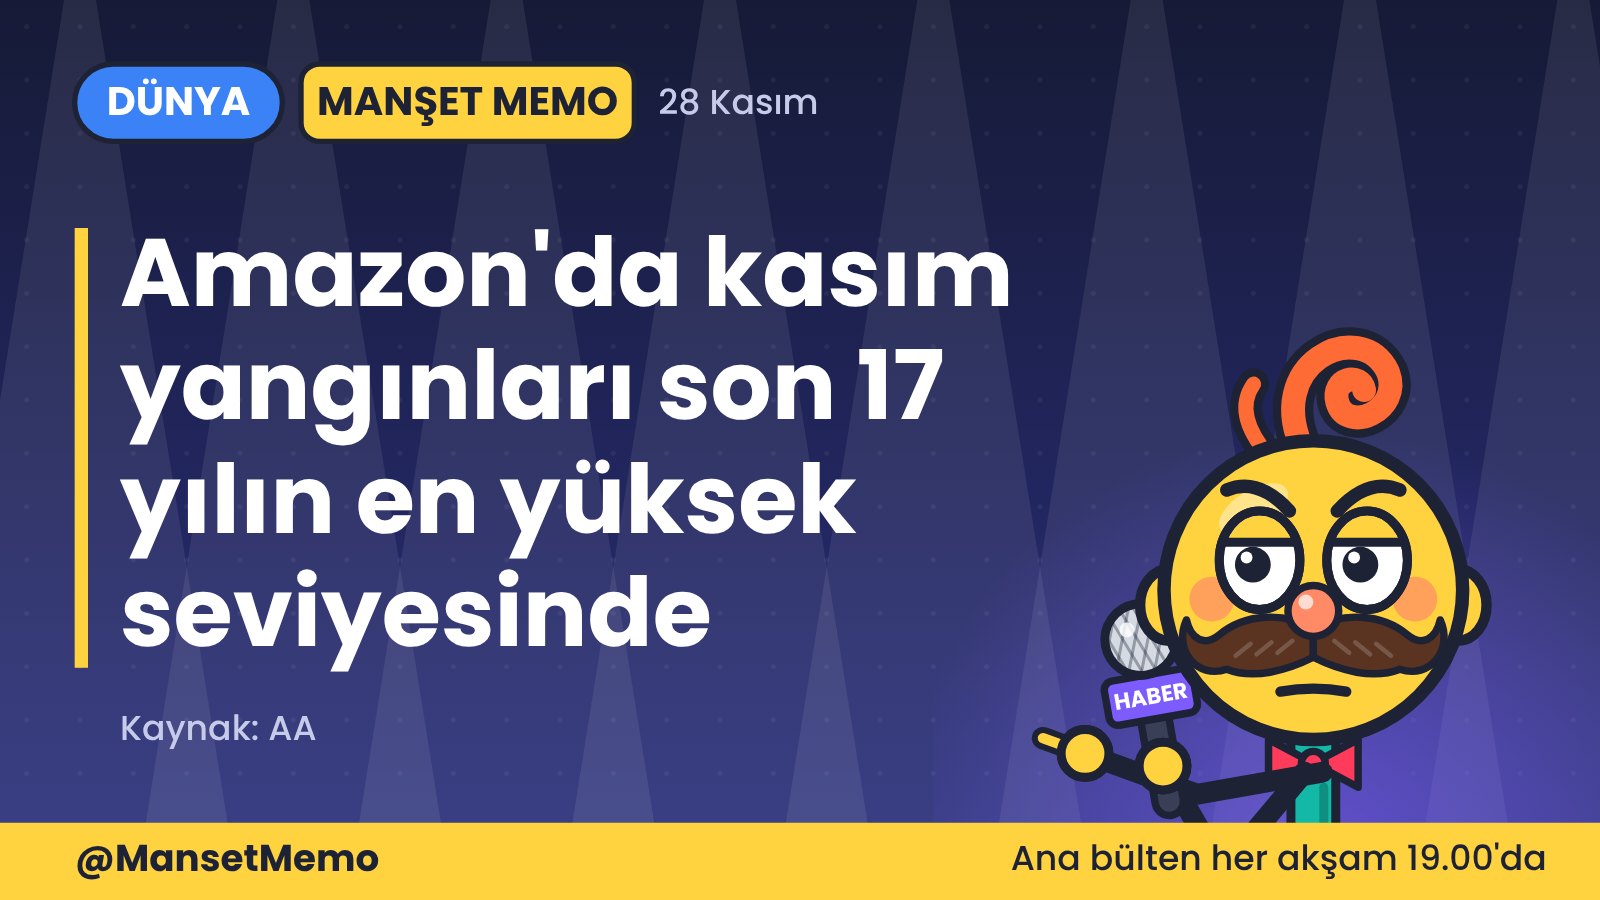 DÜNYA MANŞET MEMO 28 Kasım
Amazon'da kasım
yangınları son 17
yılın en yüksek
seviyesinde
Kaynak: AA
HABER
@MansetMemo
Ana bülten her akşam 19.00'da